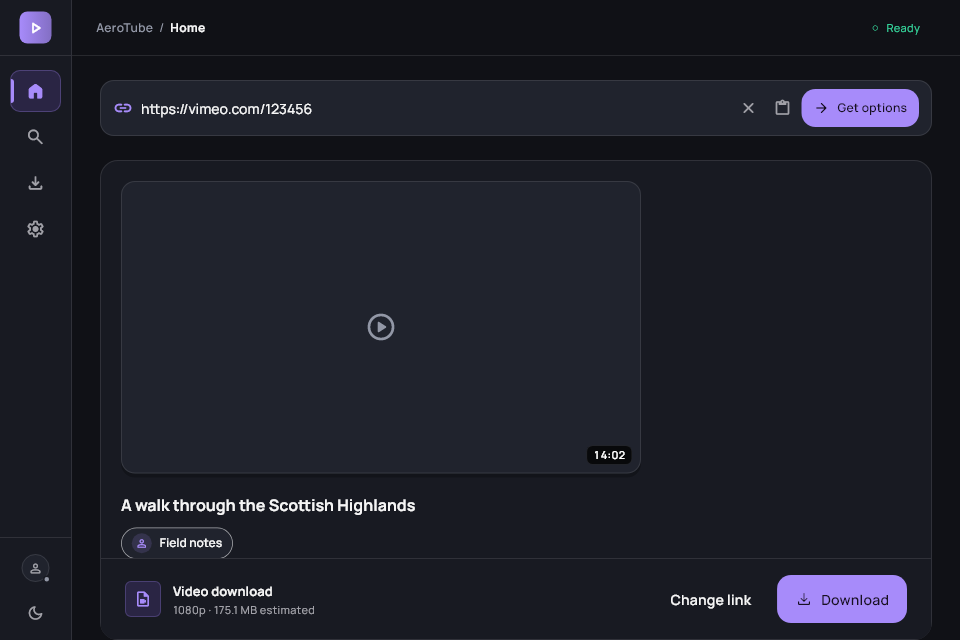 AeroTube / Home
Ready
https://vimeo.com/123456
Get options
14:02
A walk through the Scottish Highlands
Field notes
Video download
1080p · 175.1 MB estimated
Change link
Download